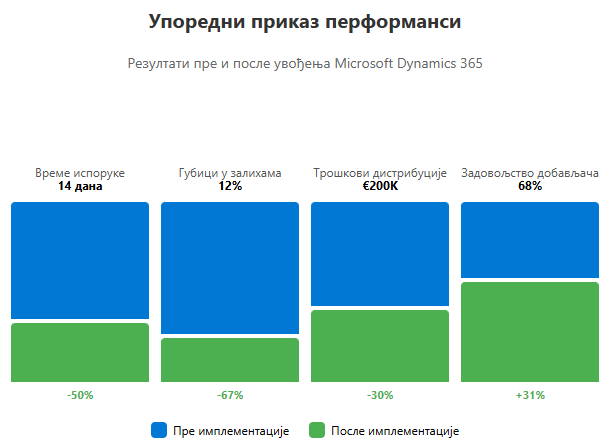 Упоредни приказ перформанси
Резултати пре и после увођења Microsoft Dynamics 365
Време испоруке
14 дана
Губици у залихама
12%
Трошкови дистрибуције
€200K
Задовољство добављача
68%
-50%
-67%
-30%
+31%
Пре имплементације
После имплементације